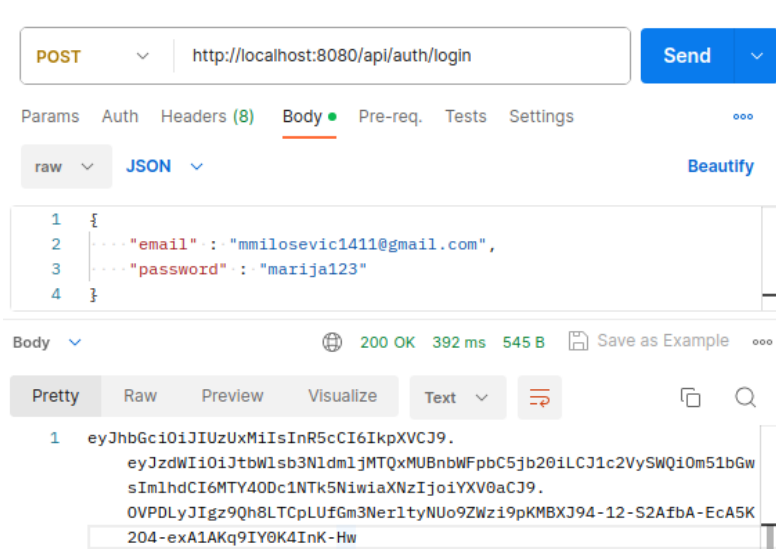 POST http://localhost:8080/api/auth/login Send
Params Auth Headers (8) Body Pre-req. Tests Settings
raw JSON Beautify
1 {
2 "email" : "mmilosevic1411@gmail.com",
3 "password" : "marija123"
4 }
Body 200 OK 392 ms 545 B Save as Example
Pretty Raw Preview Visualize Text
1 eyJhbGciOiJIUzUxMiIsInR5cCI6IkpXVCJ9.
eyJzdWIiOiJtbWlsb3NldmljMTQxMUBnbWFpbC5jb20iLCJ1c2VySWQiOm51bGw
sImlhdCI6MTY4ODc1NTk5NiwiaXNzIjoiYXV0aCJ9.
OVPDLyJIgz9Qh8LTCpLUfGm3NerltyNUo9ZWzi9pKMBXJ94-12-S2AfbA-EcA5K
2O4-exA1AKq9IY0K4InK-Hw